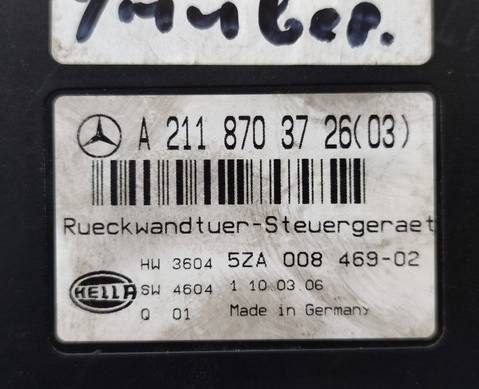 A 211 870 37 26(03)
Rueckwandtuer-Steuergeraet
HW 3604 5ZA 008 469-02
HELLA SW 4604 1 10.03.06
Q 01 Made in Germany